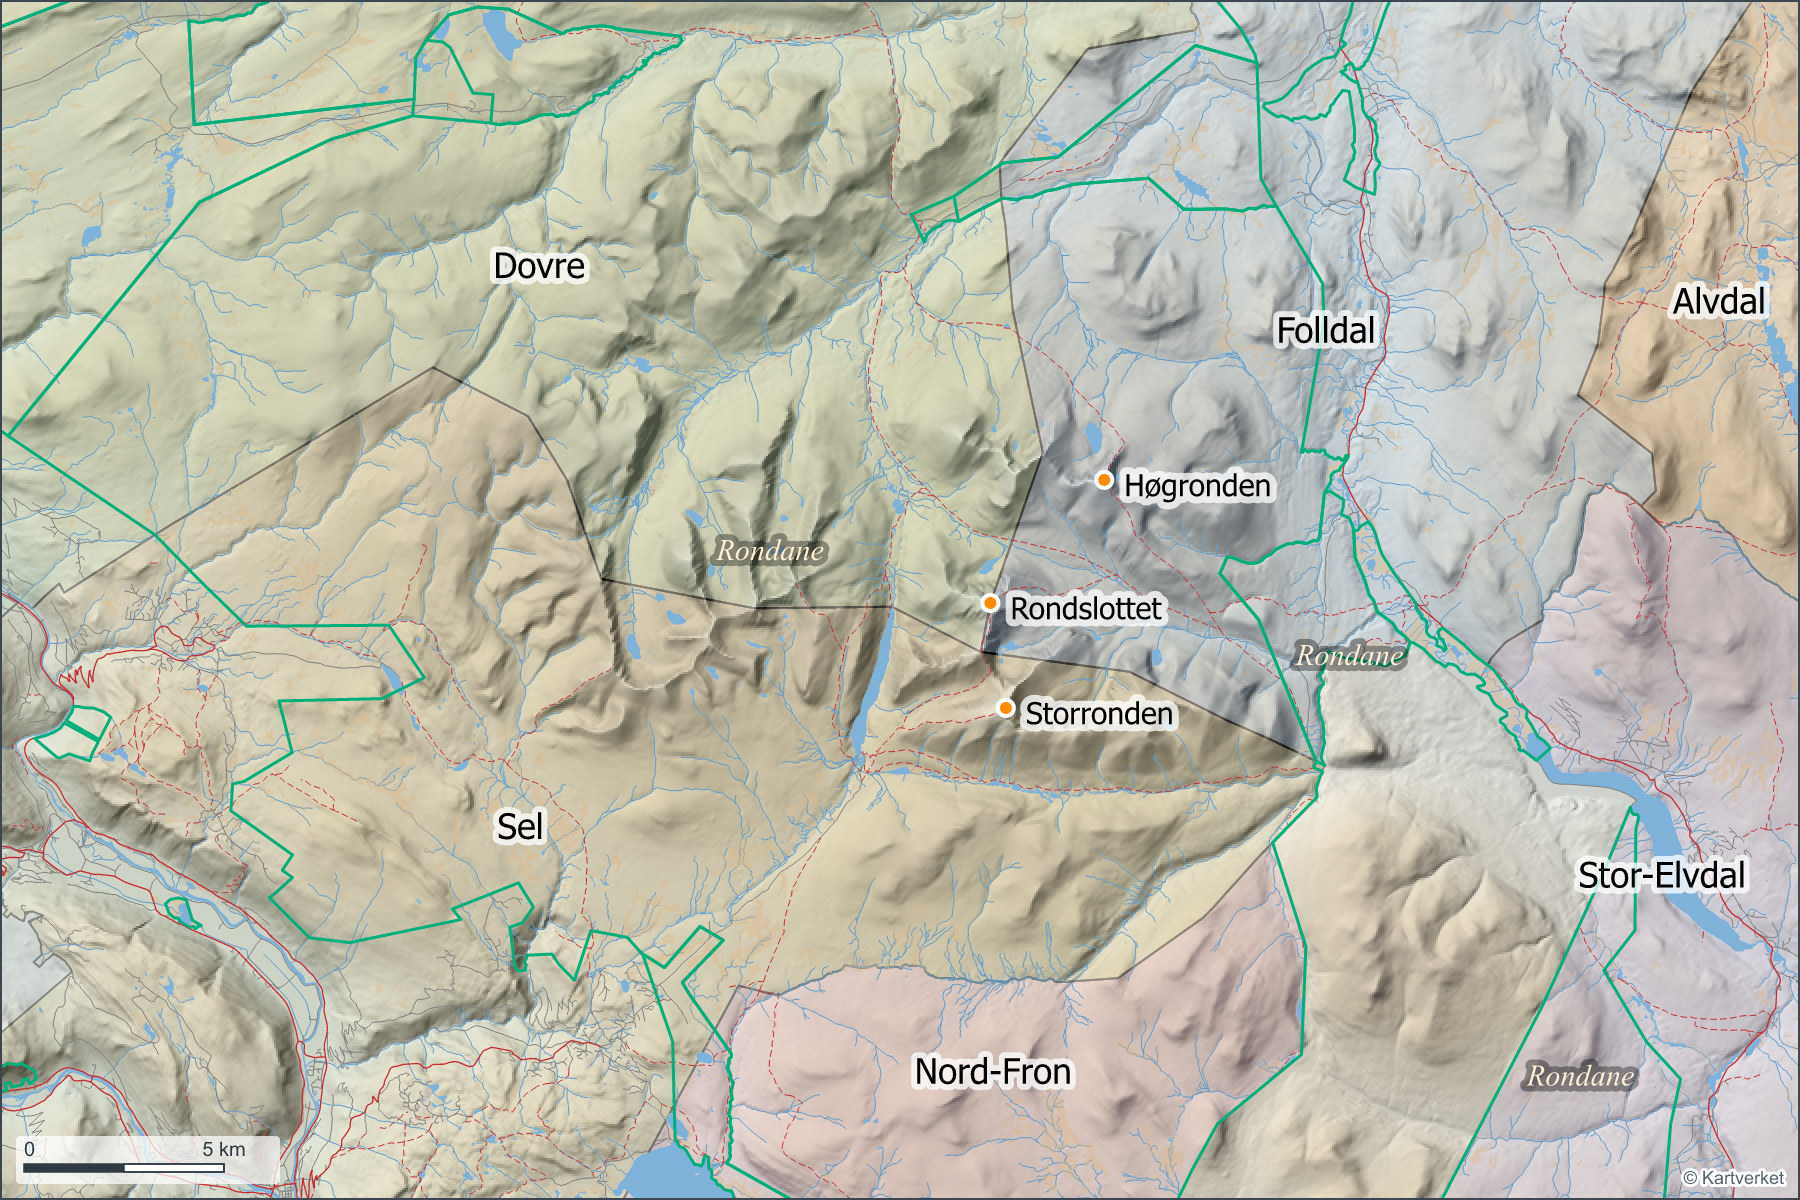 Dovre
Alvdal
Folldal
Høgronden
Rondane
Rondslottet
Rondane
Storronden
Sel
Stor-Elvdal
Nord-Fron
Rondane
0 5 km
© Kartverket